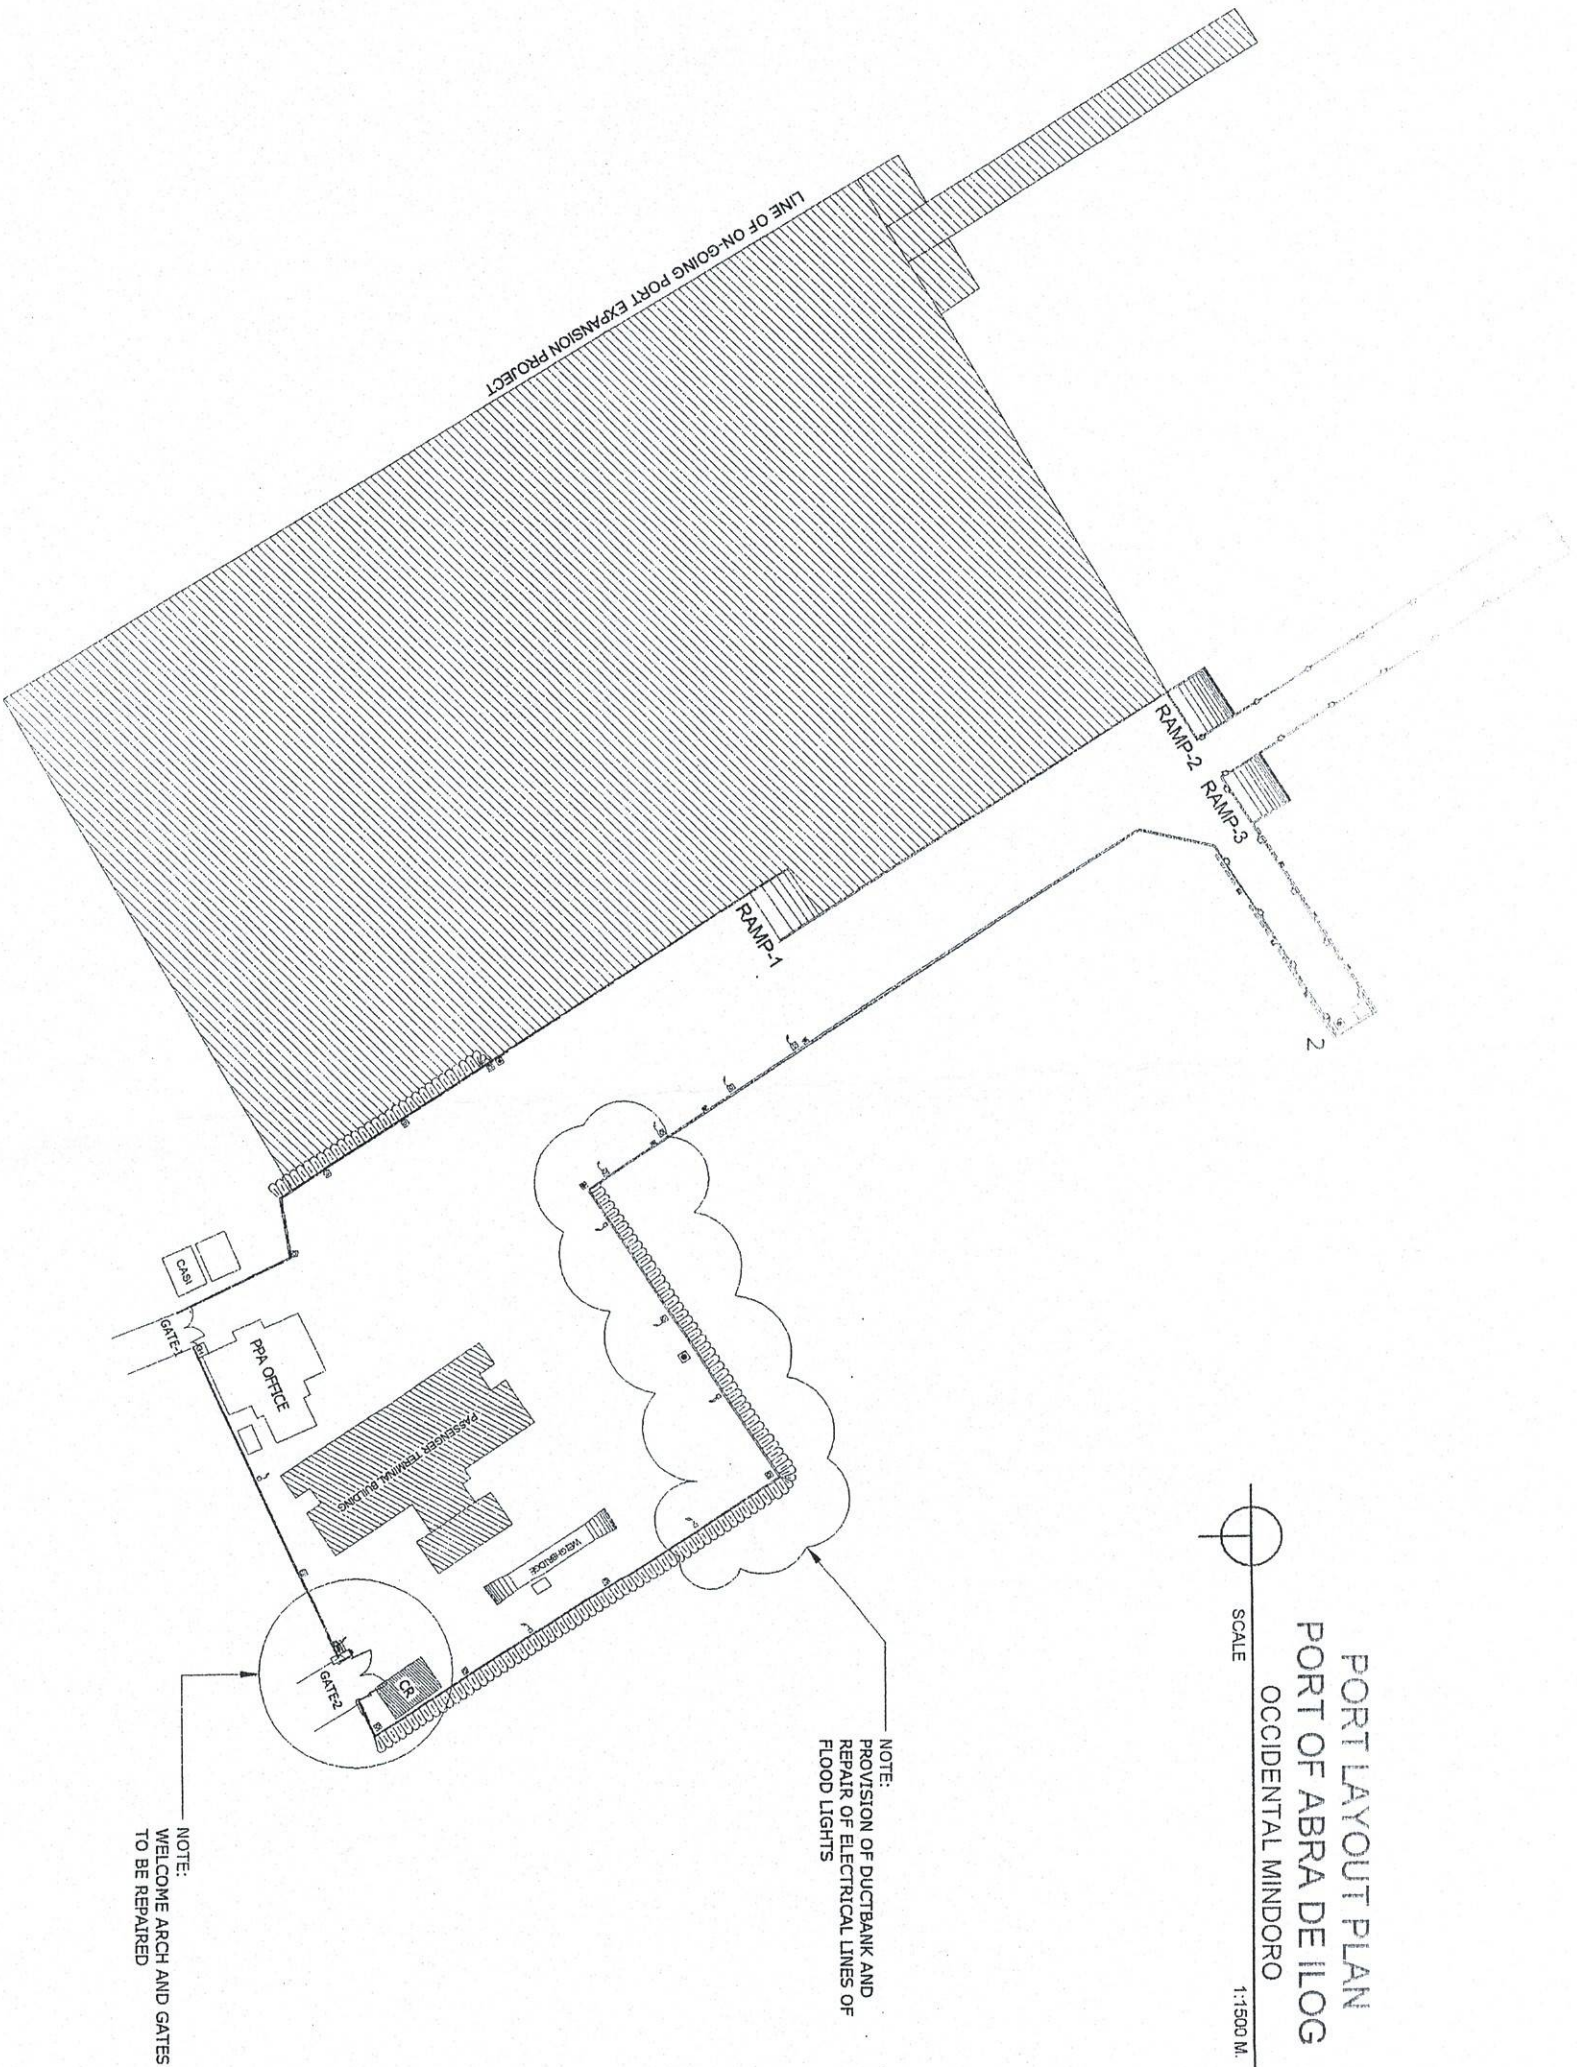 LINE OF ON-GOING PORT EXPANSION PROJECT
RAMP-2
RAMP-3
2
RAMP-1
CASI
GATE-1
PPA OFFICE
PASSENGER TERMINAL BUILDING
WEIGHBRIDGE
GATE-2
CR
NOTE:
PROVISION OF DUCTBANK AND
REPAIR OF ELECTRICAL LINES OF
FLOOD LIGHTS
NOTE:
WELCOME ARCH AND GATES
TO BE REPAIRED
PORT LAYOUT PLAN
PORT OF ABRA DE ILOG
OCCIDENTAL MINDORO
SCALE
1:1500 M.